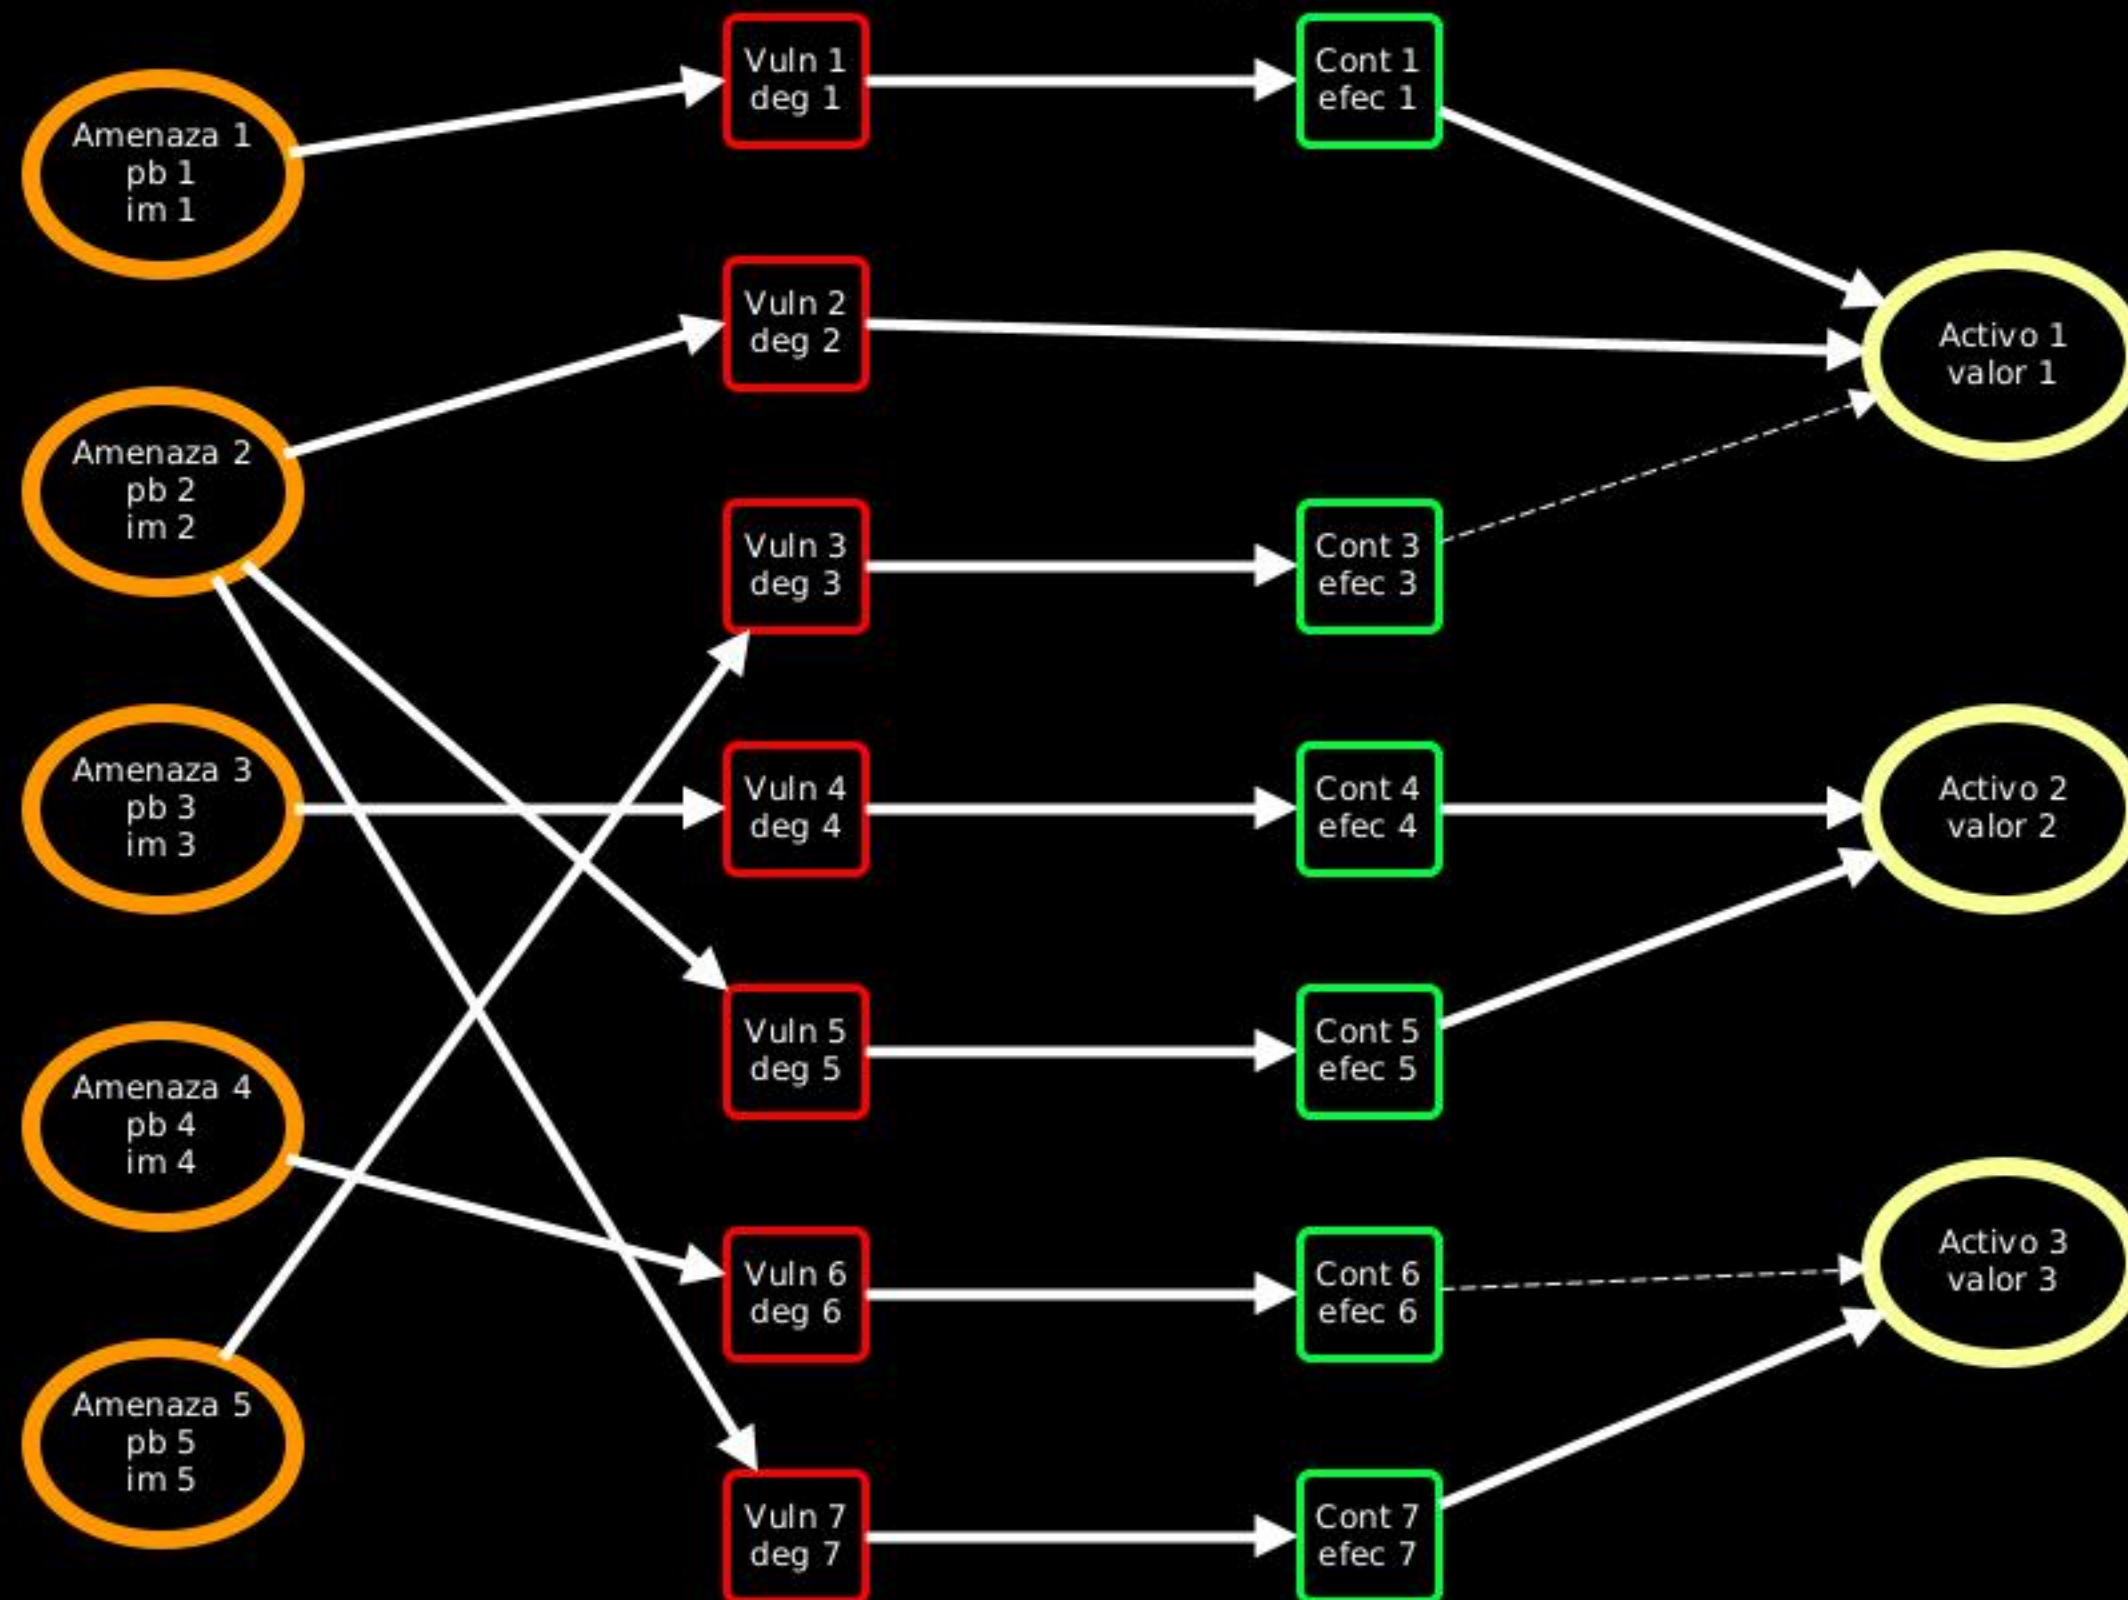 Amenaza 1
pb 1
im 1
Amenaza 2
pb 2
im 2
Amenaza 3
pb 3
im 3
Amenaza 4
pb 4
im 4
Amenaza 5
pb 5
im 5
Vuln 1
deg 1
Vuln 2
deg 2
Vuln 3
deg 3
Vuln 4
deg 4
Vuln 5
deg 5
Vuln 6
deg 6
Vuln 7
deg 7
Cont 1
efec 1
Cont 3
efec 3
Cont 4
efec 4
Cont 5
efec 5
Cont 6
efec 6
Cont 7
efec 7
Activo 1
valor 1
Activo 2
valor 2
Activo 3
valor 3